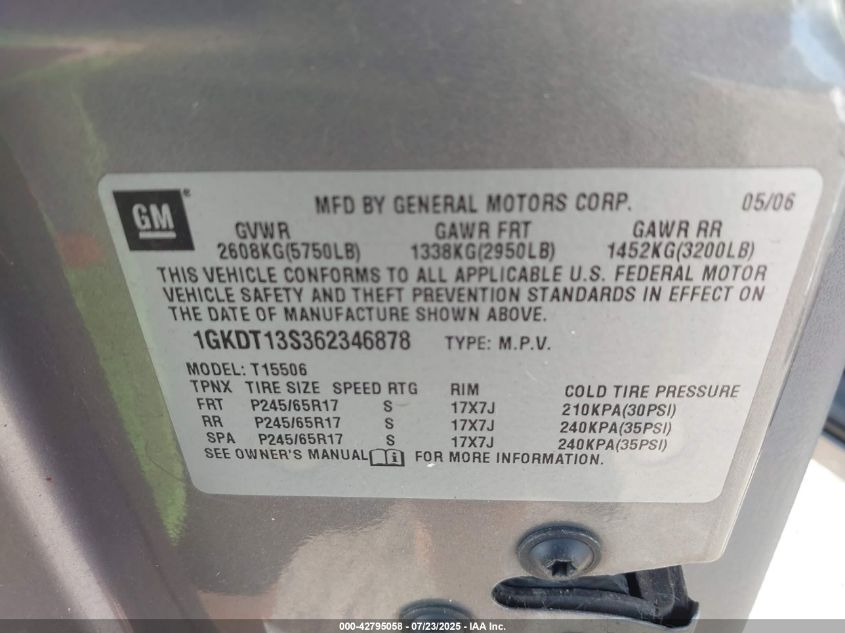 GM ® MFD BY GENERAL MOTORS CORP. 05/06
GVWR GAWR FRT GAWR RR
2608KG(5750LB) 1338KG(2950LB) 1452KG(3200LB)
THIS VEHICLE CONFORMS TO ALL APPLICABLE U.S. FEDERAL MOTOR
VEHICLE SAFETY AND THEFT PREVENTION STANDARDS IN EFFECT ON
THE DATE OF MANUFACTURE SHOWN ABOVE.
1GKDT13S362346878 TYPE: M.P.V.
MODEL: T15506
TPNX TIRE SIZE SPEED RTG RIM COLD TIRE PRESSURE
FRT P245/65R17 S 17X7J 210KPA(30PSI)
RR P245/65R17 S 17X7J 240KPA(35PSI)
SPA P245/65R17 S 17X7J 240KPA(35PSI)
SEE OWNER'S MANUAL i FOR MORE INFORMATION.
000-42795058 - 07/23/2025 - IAA Inc.